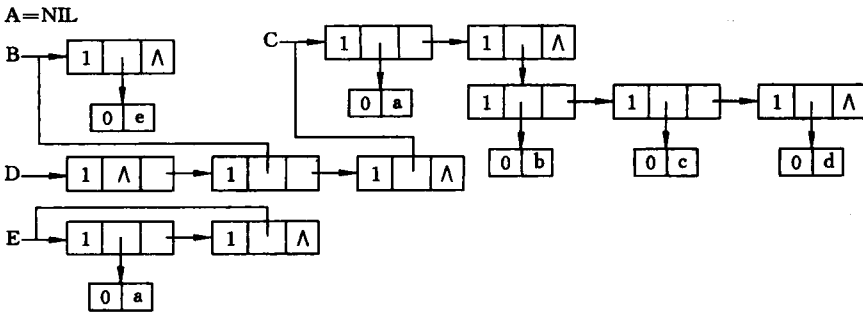 A=NIL
B 1 ∧ C 1 1 ∧
0 e 0 a 1 1 1 ∧
0 b 0 c 0 d
D 1 ∧ 1 1 ∧
E 1 1 ∧
0 a